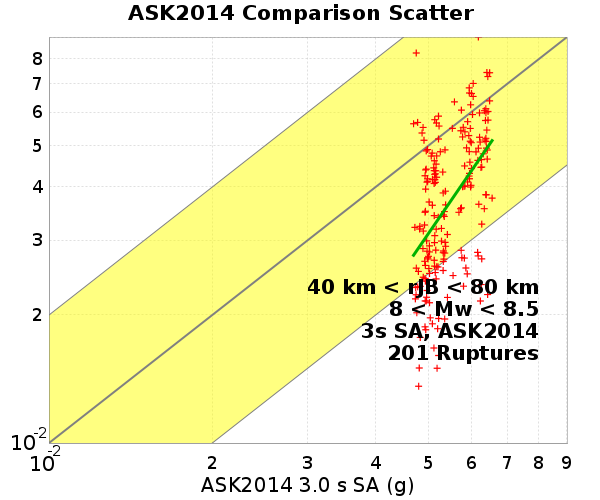 ASK2014 Comparison Scatter
8
7
6
5
4
3
2
10-2
40 km < rJB < 80 km
8 < Mw < 8.5
3s SA, ASK2014
201 Ruptures
10-2 2 3 4 5 6 7 8 9
ASK2014 3.0 s SA (g)